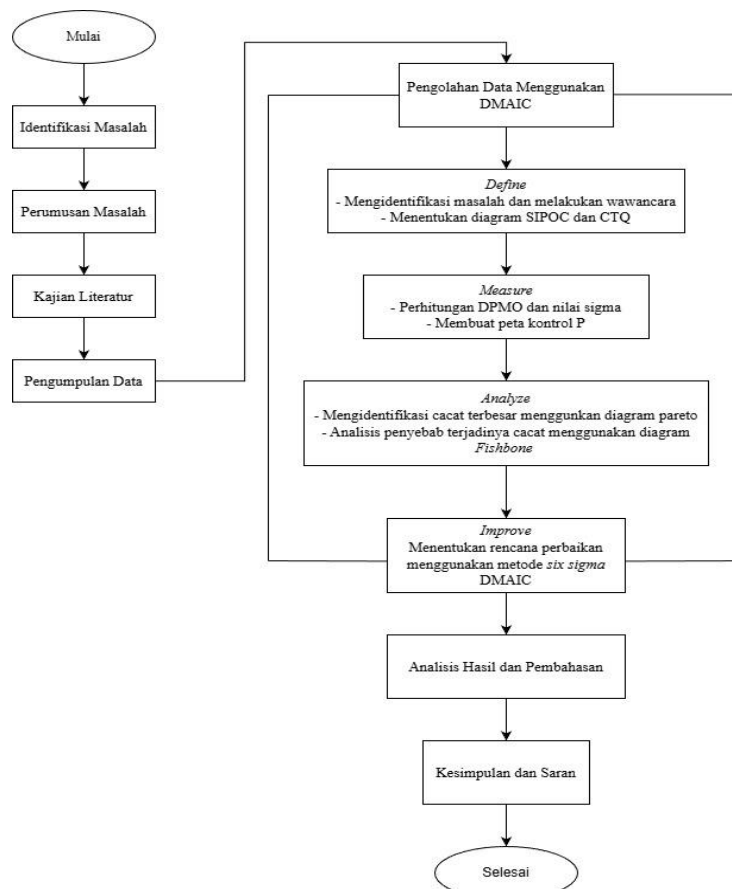 Mulai
Identifikasi Masalah
Perumusan Masalah
Kajian Literatur
Pengumpulan Data
Pengolahan Data Menggunakan
DMAIC
Define
- Mengidentifikasi masalah dan melakukan wawancara
- Menentukan diagram SIPOC dan CTQ
Measure
- Perhitungan DPMO dan nilai sigma
- Membuat peta kontrol P
Analyze
- Mengidentifikasi cacat terbesar menggunkan diagram pareto
- Analisis penyebab terjadinya cacat menggunakan diagram
Fishbone
Improve
Menentukan rencana perbaikan
menggunakan metode six sigma
DMAIC
Analisis Hasil dan Pembahasan
Kesimpulan dan Saran
Selesai